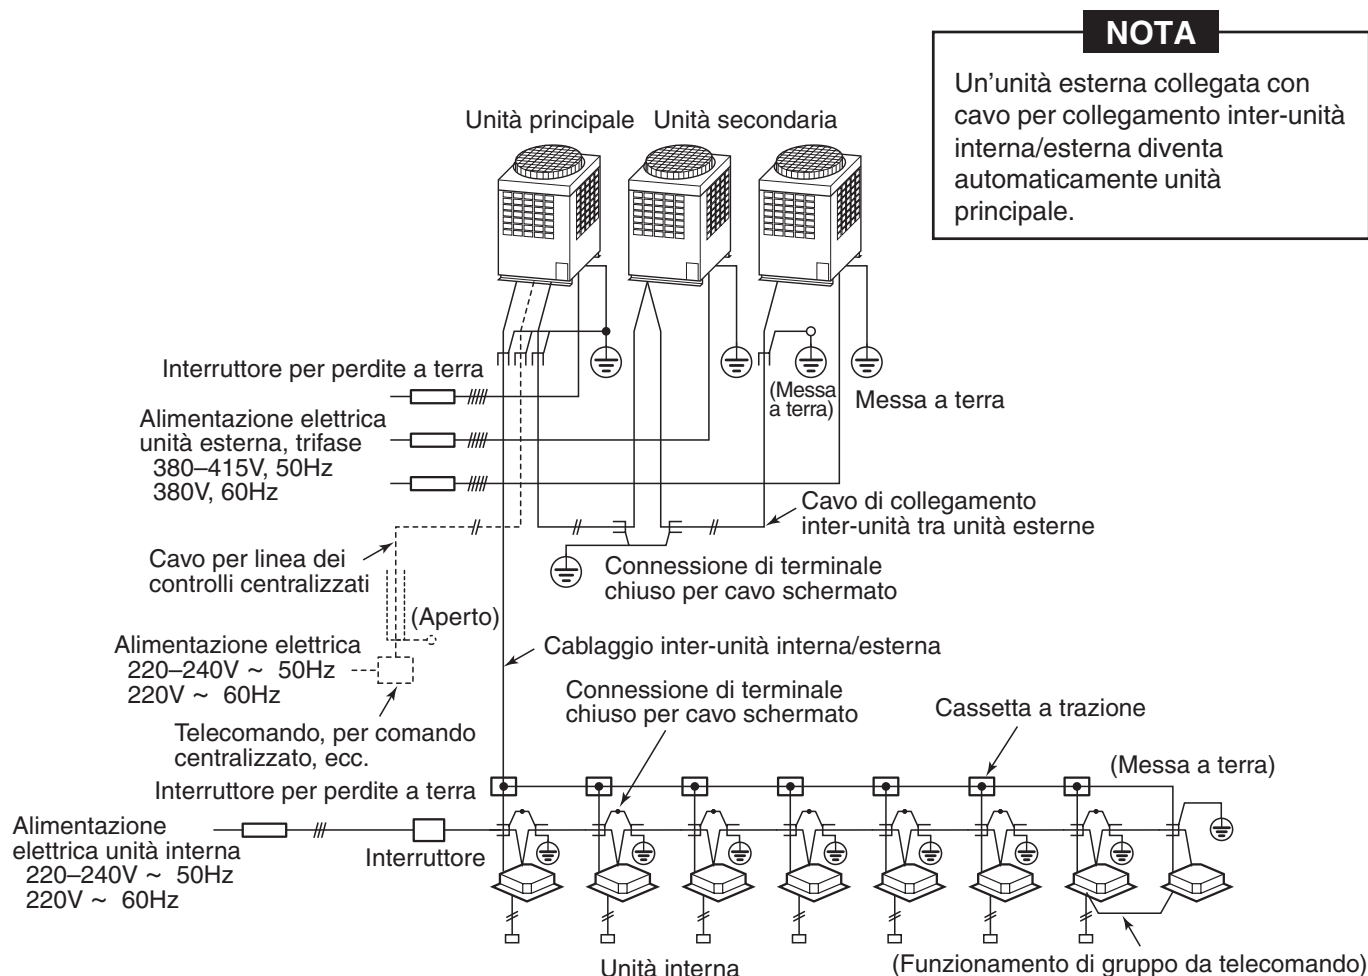 NOTA
Un'unità esterna collegata con
cavo per collegamento inter-unità
interna/esterna diventa
automaticamente unità
principale.
Unità principale
Unità secondaria
Interruttore per perdite a terra
Alimentazione elettrica
unità esterna, trifase
380–415V, 50Hz
380V, 60Hz
(Messa
a terra)
Messa a terra
Cavo di collegamento
inter-unità tra unità esterne
Cavo per linea dei
controlli centralizzati
Connessione di terminale
chiuso per cavo schermato
(Aperto)
Alimentazione elettrica
220–240V ~ 50Hz
220V ~ 60Hz
Cablaggio inter-unità interna/esterna
Connessione di terminale
chiuso per cavo schermato
Cassetta a trazione
Telecomando, per comando
centralizzato, ecc.
(Messa a terra)
Interruttore per perdite a terra
Alimentazione
elettrica unità interna
220–240V ~ 50Hz
220V ~ 60Hz
Interruttore
Unità interna
(Funzionamento di gruppo da telecomando)